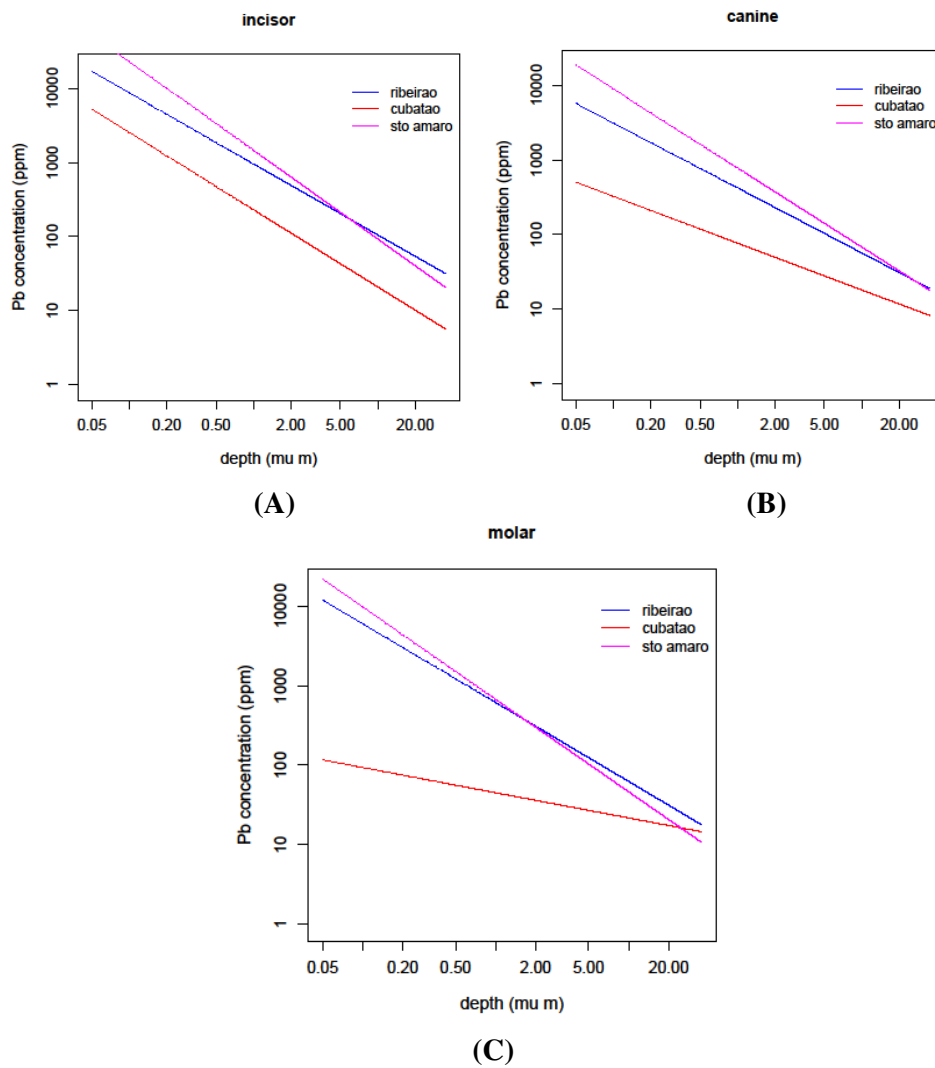 incisor
Pb concentration (ppm)
10000
1000
100
10
1
ribeirao
cubatao
sto amaro
0.05 0.20 0.50 2.00 5.00 20.00
depth (mu m)
(A)
canine
Pb concentration (ppm)
10000
1000
100
10
1
ribeirao
cubatao
sto amaro
0.05 0.20 0.50 2.00 5.00 20.00
depth (mu m)
(B)
molar
Pb concentration (ppm)
10000
1000
100
10
1
ribeirao
cubatao
sto amaro
0.05 0.20 0.50 2.00 5.00 20.00
depth (mu m)
(C)